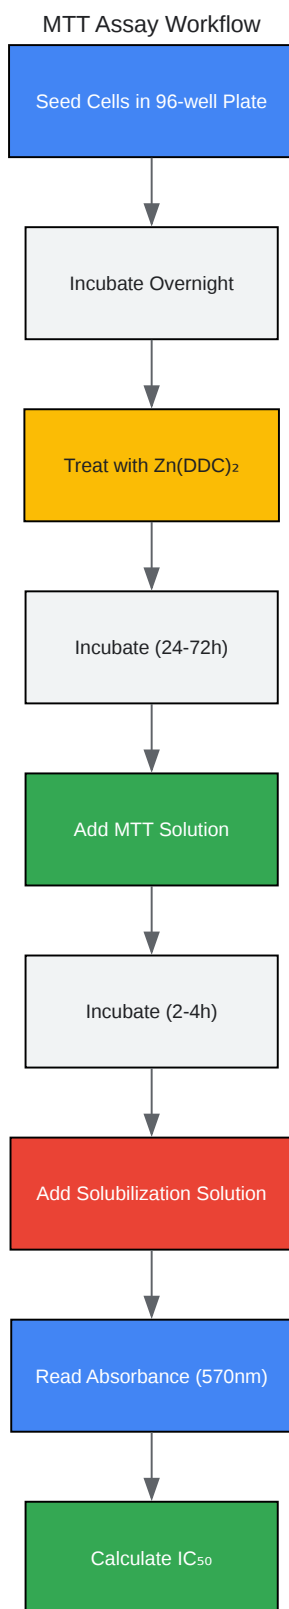 MTT Assay Workflow
Seed Cells in 96-well Plate
Incubate Overnight
Treat with Zn(DDC)₂
Incubate (24-72h)
Add MTT Solution
Incubate (2-4h)
Add Solubilization Solution
Read Absorbance (570nm)
Calculate IC₅₀